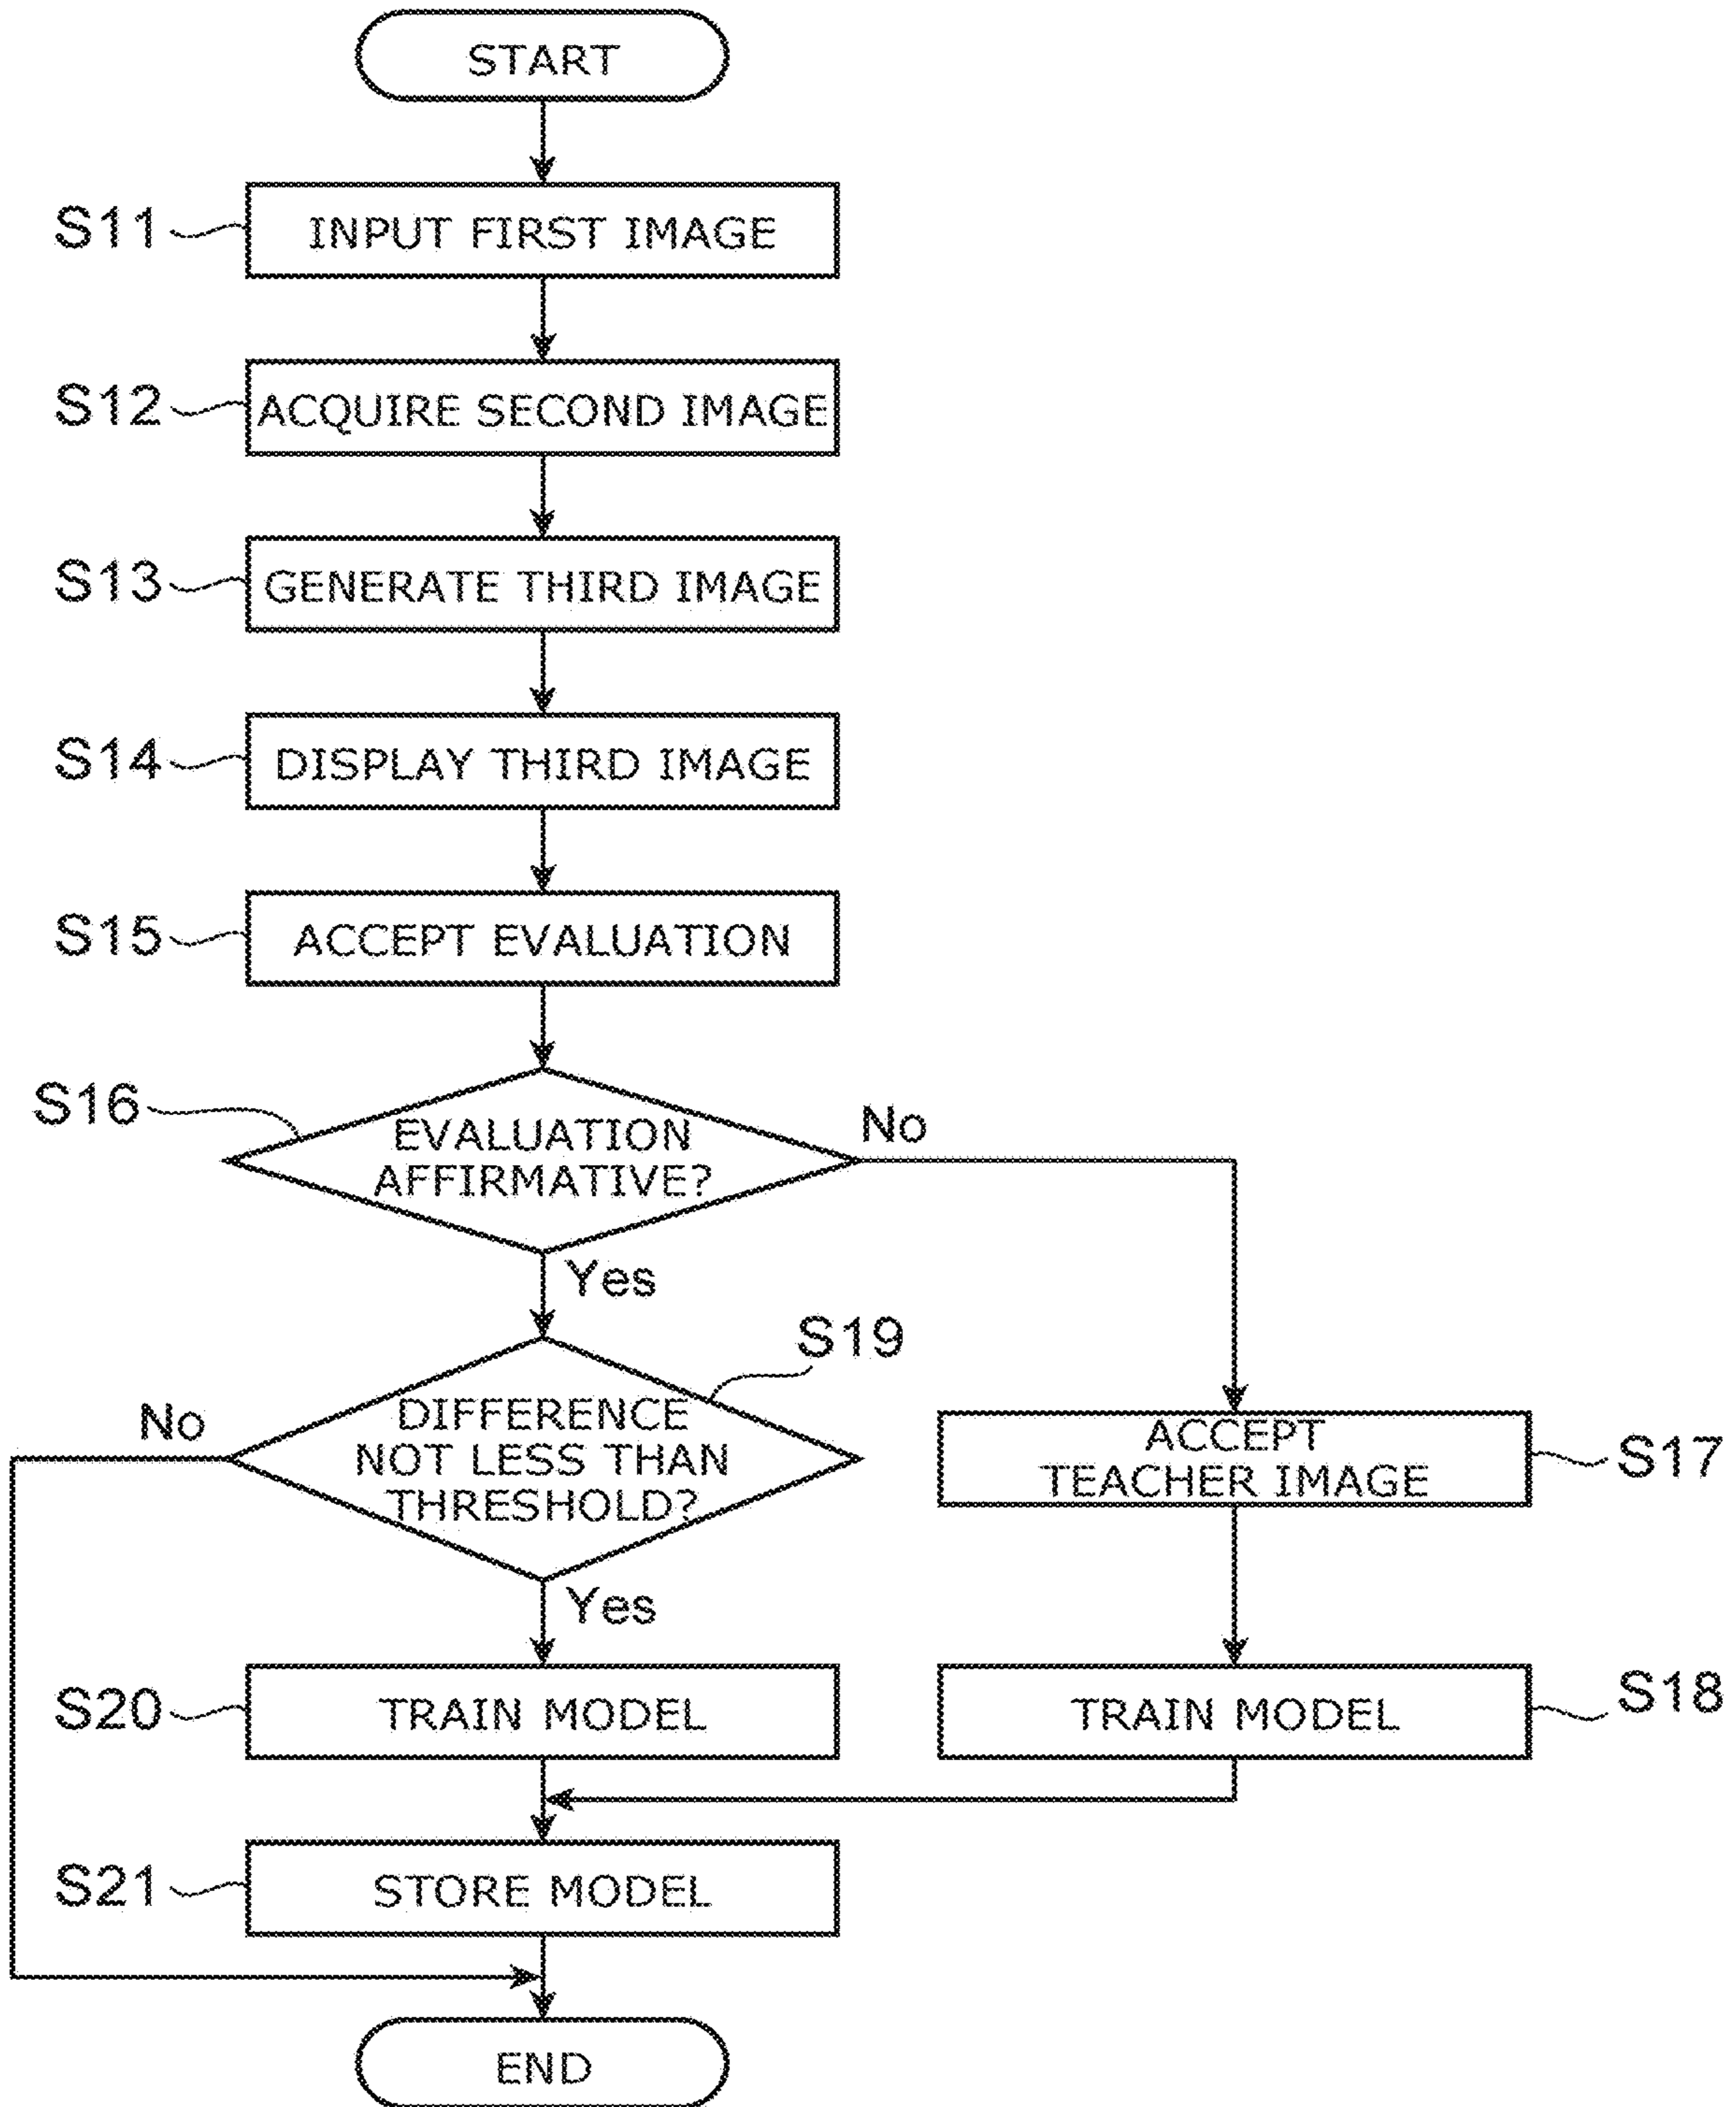 START
S11
INPUT FIRST IMAGE
S12
ACQUIRE SECOND IMAGE
S13
GENERATE THIRD IMAGE
S14
DISPLAY THIRD IMAGE
S15
ACCEPT EVALUATION
S16
EVALUATION
AFFIRMATIVE?
No
Yes
S19
DIFFERENCE
NOT LESS THAN
THRESHOLD?
No
Yes
ACCEPT
TEACHER IMAGE
S17
S20
TRAIN MODEL
TRAIN MODEL
S18
S21
STORE MODEL
END